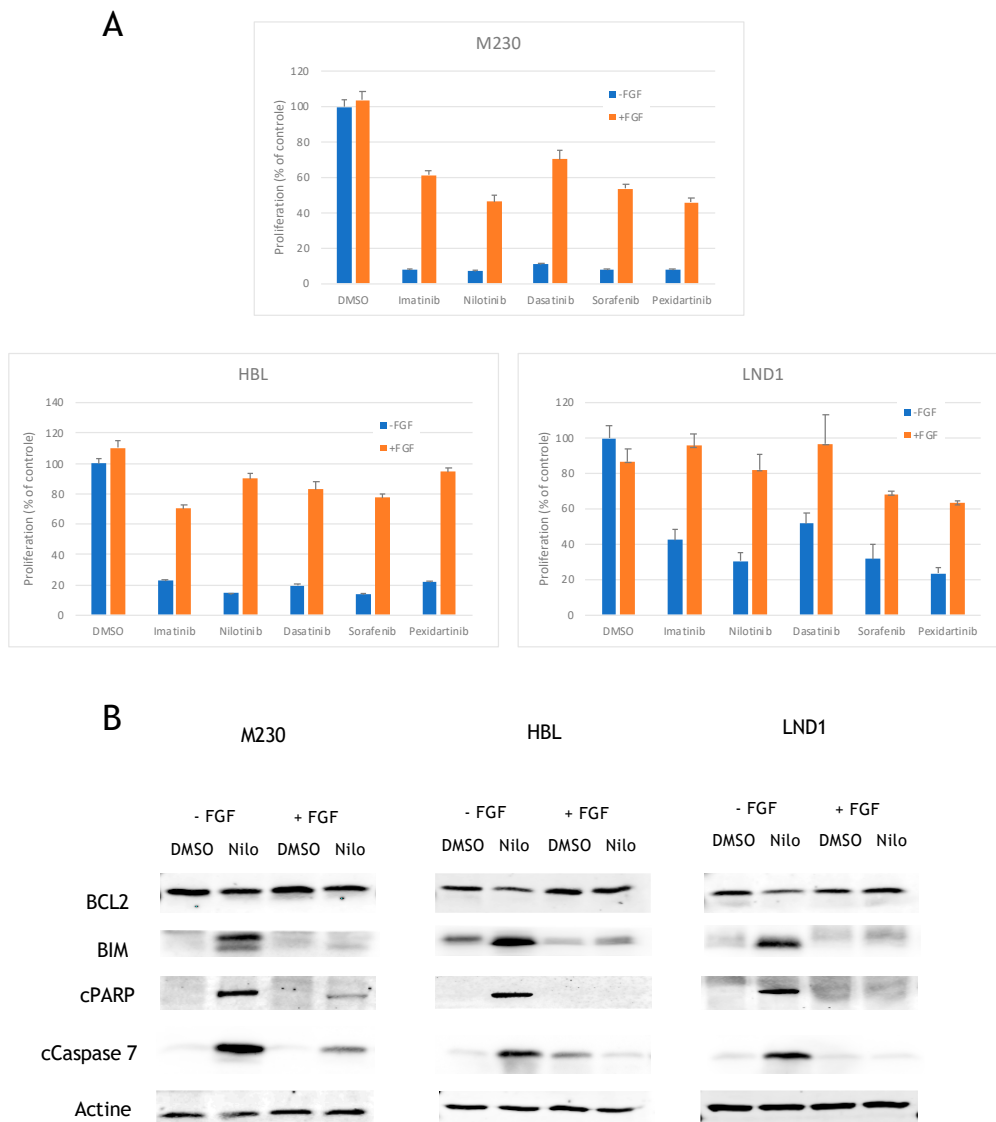 A
M230
120
100
80
60
40
20
0
Proliferation (% of controle)
-FGF
+FGF
DMSO Imatinib Nilotinib Dasatinib Sorafenib Pexidartinib
HBL
140
120
100
80
60
40
20
0
Proliferation (% of controle)
-FGF
+FGF
DMSO Imatinib Nilotinib Dasatinib Sorafenib Pexidartinib
LND1
120
100
80
60
40
20
0
Proliferation (% of controle)
-FGF
+FGF
DMSO Imatinib Nilotinib Dasatinib Sorafenib Pexidartinib
B
M230 HBL LND1
- FGF + FGF - FGF + FGF - FGF + FGF
DMSO Nilo DMSO Nilo DMSO Nilo DMSO Nilo DMSO Nilo DMSO Nilo
BCL2
BIM
cPARP
cCaspase 7
Actine